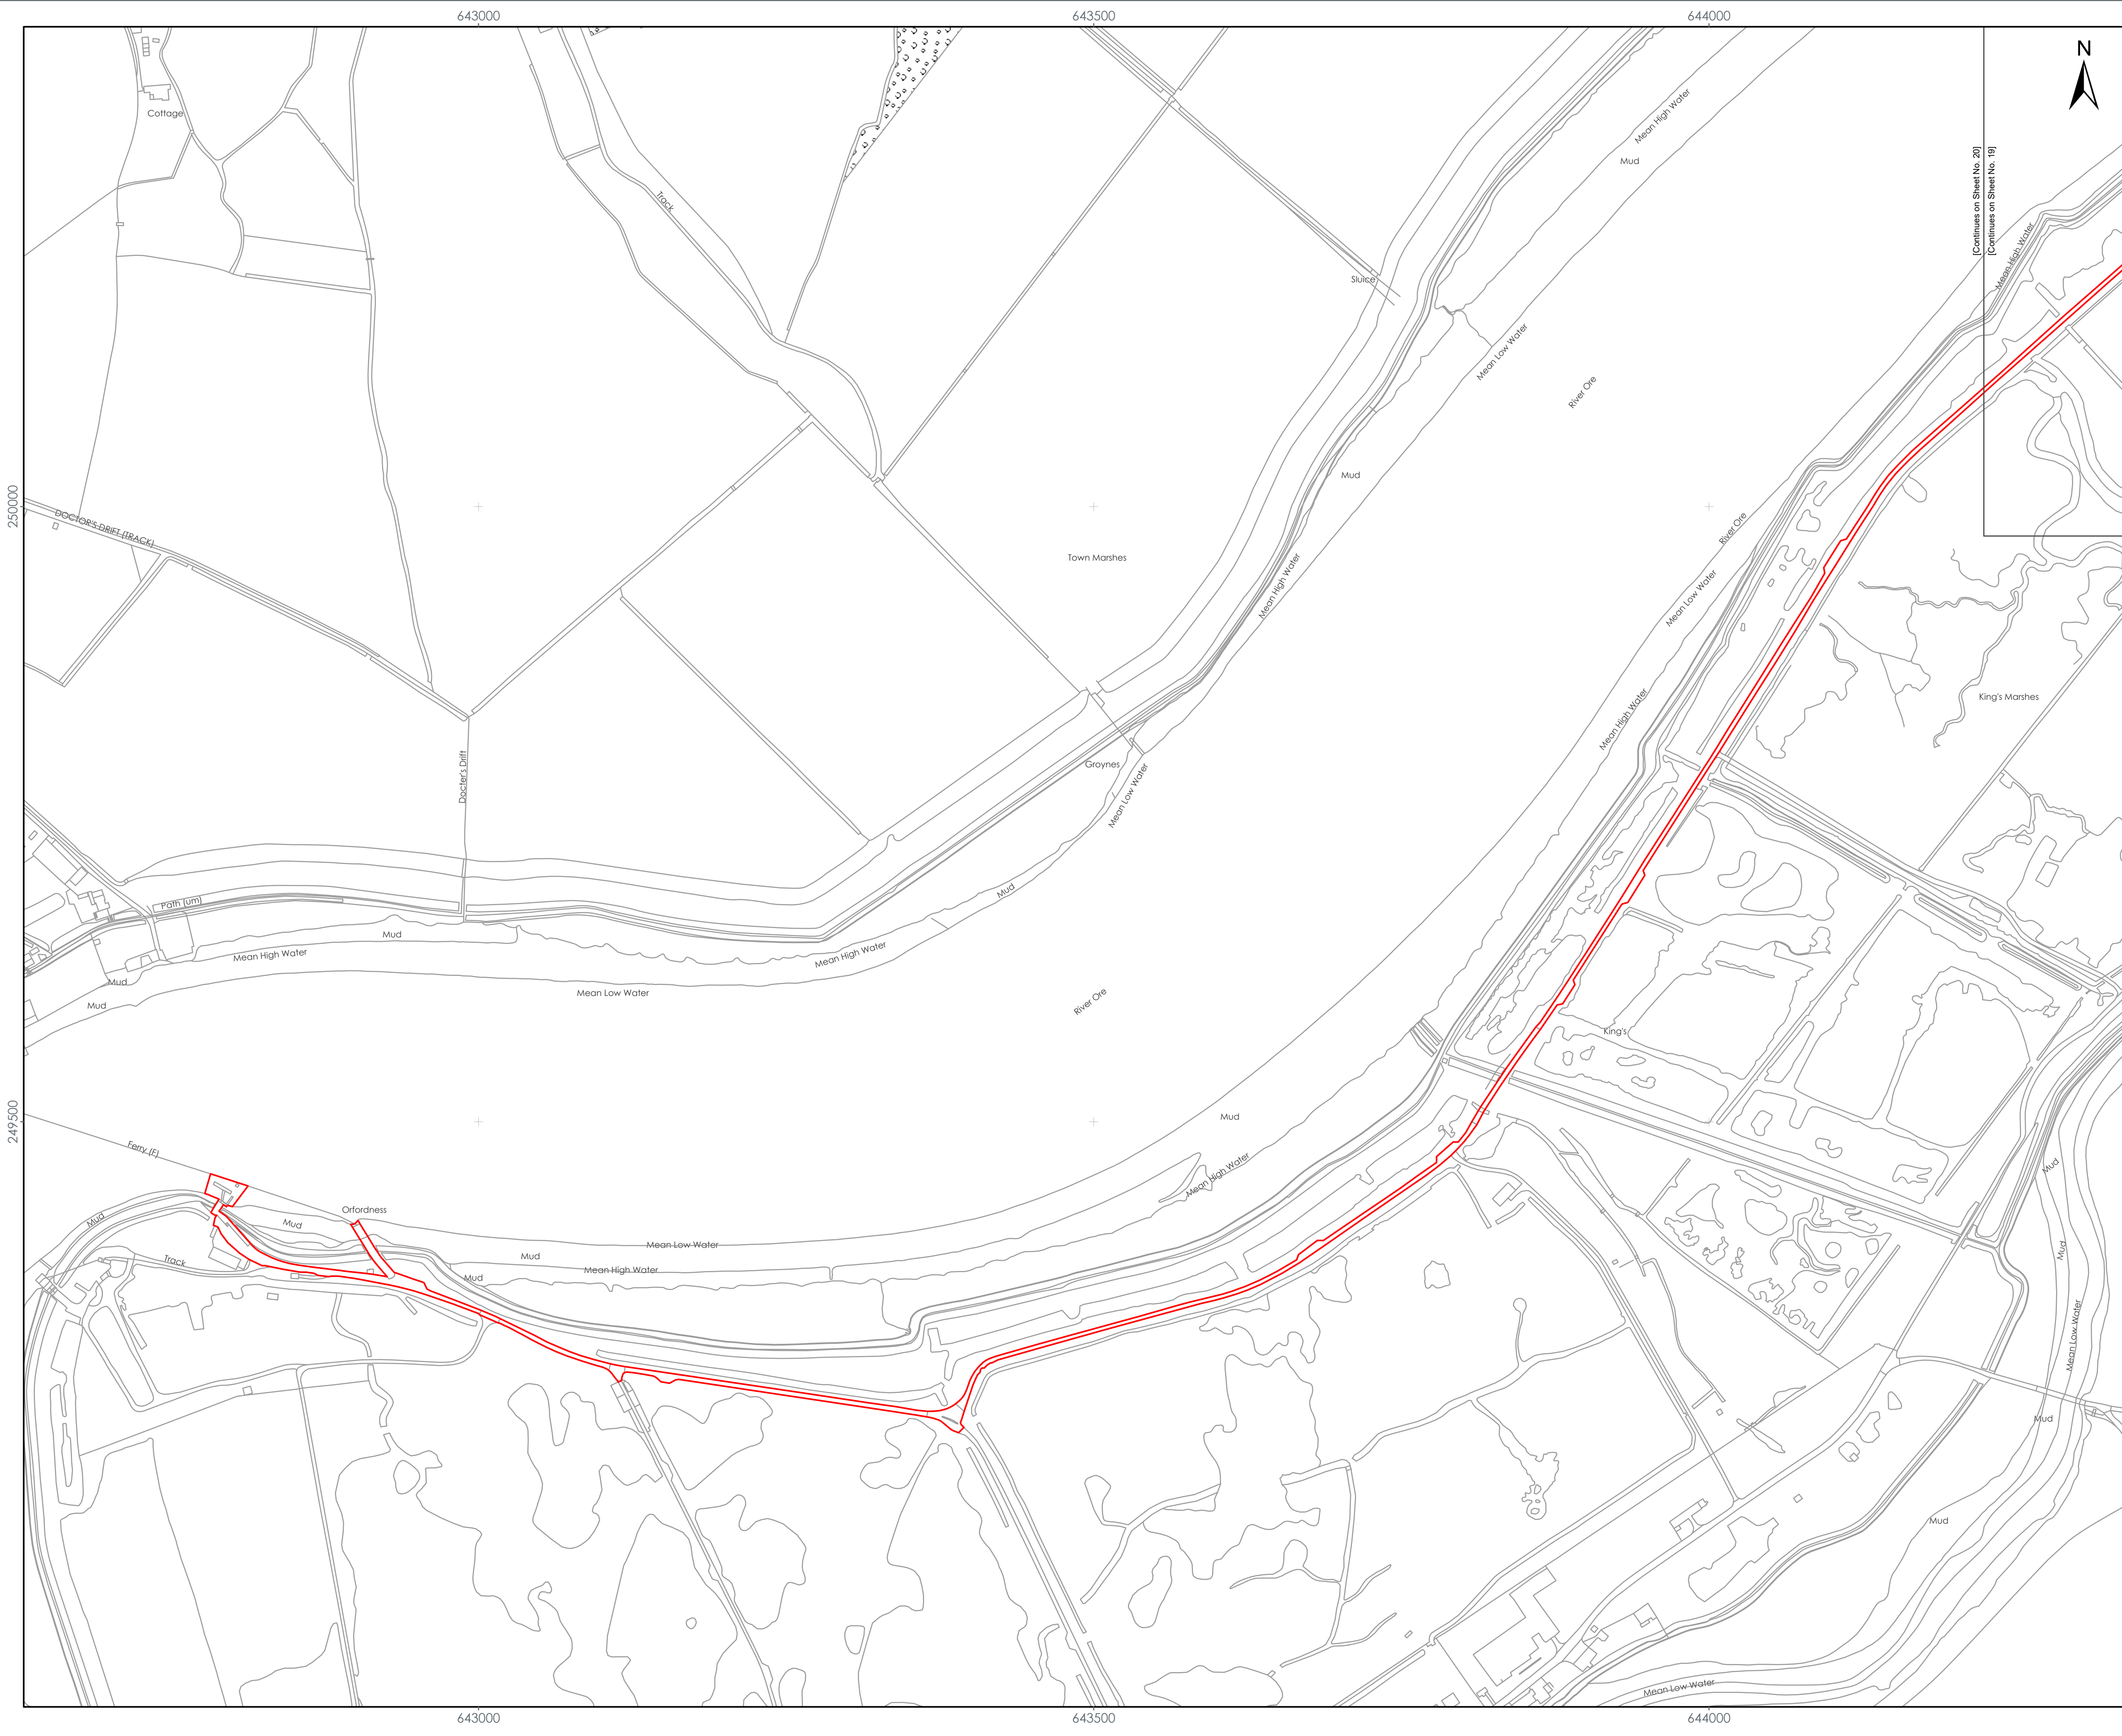 643000
643500
644000
N
Cottage
Mean High Water
Mud
[Continues on Sheet No. 20]
[Continues on Sheet No. 19]
Track
Mean High Water
Sluice
Mean Low Water
River Ore
Mud
250000
DOCTOR'S DRIFT (TRACK)
River Ore
Town Marshes
Mean High Water
Mean Low Water
King's Marshes
Mean High Water
Docter's Drift
Groynes
Mean Low Water
Mud
Path (um)
Mud
Mean High Water
Mean High Water
Mud
Mean Low Water
Mud
River Ore
King's
249500
Mud
Ferry (F)
Mean High Water
Mud
Orfordness
Mud
Mud
Mean Low Water
Mud
Track
Mud
Mean High Water
Mud
Mean Low Water
Mud
Mud
Mean Low Water
643000
643500
644000